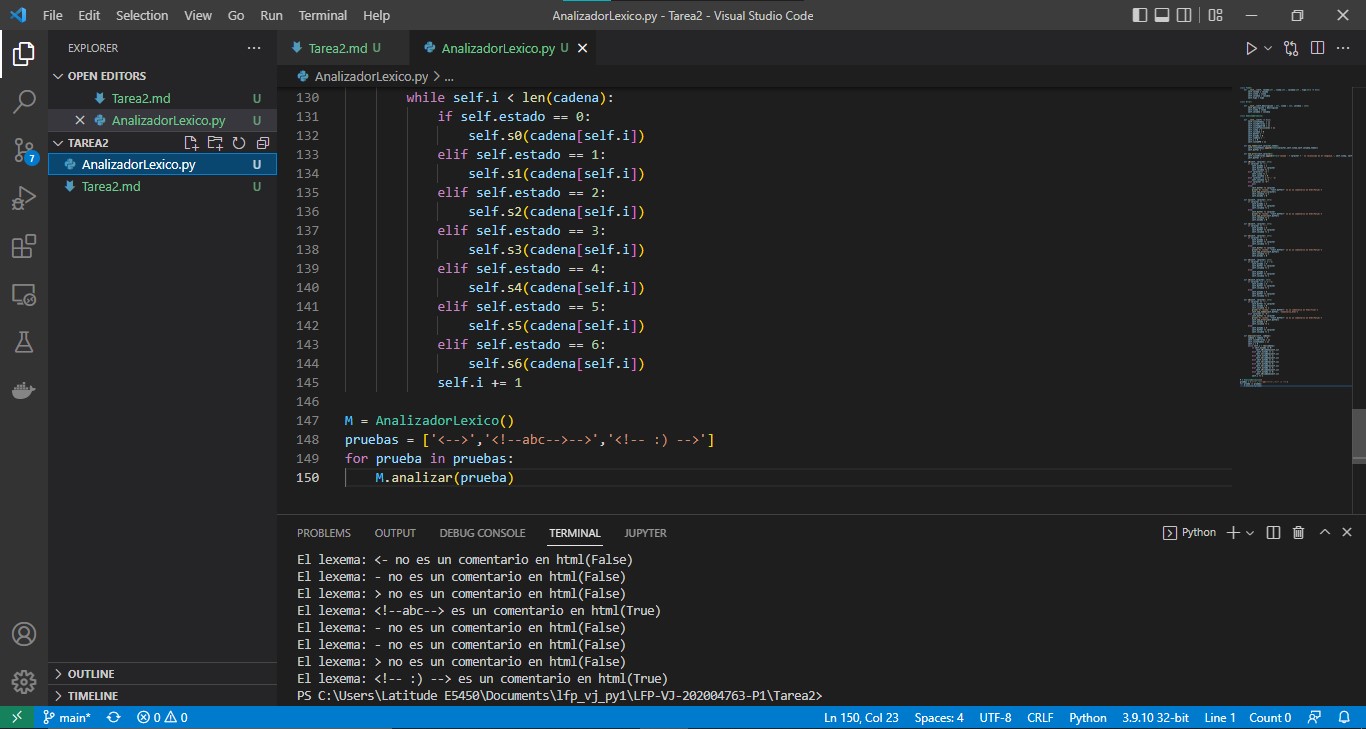 File Edit Selection View Go Run Terminal Help AnalizadorLexico.py - Tarea2 - Visual Studio Code
EXPLORER ...
OPEN EDITORS
Tarea2.md U
AnalizadorLexico.py U
TAREA2
AnalizadorLexico.py U
Tarea2.md U
OUTLINE
TIMELINE
7
Tarea2.md U AnalizadorLexico.py U
AnalizadorLexico.py > ...
130 while self.i < len(cadena):
131 if self.estado == 0:
132 self.s0(cadena[self.i])
133 elif self.estado == 1:
134 self.s1(cadena[self.i])
135 elif self.estado == 2:
136 self.s2(cadena[self.i])
137 elif self.estado == 3:
138 self.s3(cadena[self.i])
139 elif self.estado == 4:
140 self.s4(cadena[self.i])
141 elif self.estado == 5:
142 self.s5(cadena[self.i])
143 elif self.estado == 6:
144 self.s6(cadena[self.i])
145 self.i += 1
146
147 M = AnalizadorLexico()
148 pruebas = ['<-->','<!--abc-->-->','<!-- :) -->']
149 for prueba in pruebas:
150 M.analizar(prueba)
PROBLEMS OUTPUT DEBUG CONSOLE TERMINAL JUPYTER Python
El lexema: <- no es un comentario en html(False)
El lexema: - no es un comentario en html(False)
El lexema: > no es un comentario en html(False)
El lexema: <!--abc--> es un comentario en html(True)
El lexema: - no es un comentario en html(False)
El lexema: - no es un comentario en html(False)
El lexema: > no es un comentario en html(False)
El lexema: <!-- :) --> es un comentario en html(True)
PS C:\Users\Latitude E5450\Documents\lfp_vj_py1\LFP-VJ-202004763-P1\Tarea2>
main* 0 0 Ln 150, Col 23 Spaces: 4 UTF-8 CRLF Python 3.9.10 32-bit Line 1 Count 0